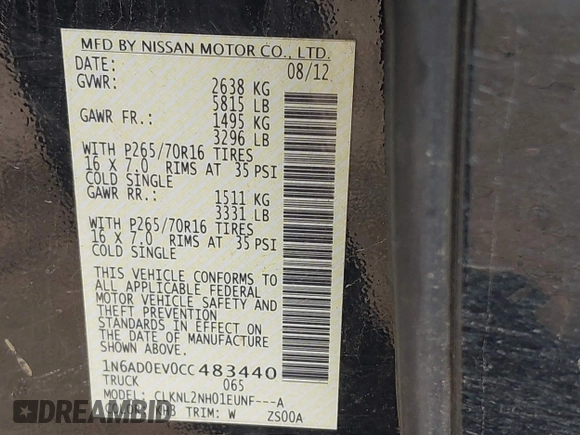 MFD BY NISSAN MOTOR CO., LTD.
DATE: 08/12
GVWR: 2638 KG
5815 LB
GAWR FR.: 1495 KG
3296 LB
WITH P265/70R16 TIRES
16 X 7.0 RIMS AT 35 PSI
COLD SINGLE
GAWR RR.: 1511 KG
3331 LB
WITH P265/70R16 TIRES
16 X 7.0 RIMS AT 35 PSI
COLD SINGLE
THIS VEHICLE CONFORMS TO
ALL APPLICABLE FEDERAL
MOTOR VEHICLE SAFETY AND
THEFT PREVENTION
STANDARDS IN EFFECT ON
THE DATE OF MANUFACTURE
SHOWN ABOVE.
1N6AD0EV0CC 483440
TRUCK 065
MODEL: CLKNL2NH01EUNF---A
KH3 TRIM: W ZS00A
DREAMBID